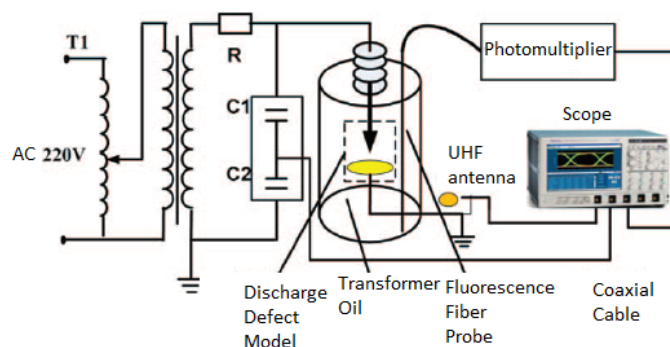 T1
R
Photomultiplier
C1
Scope
AC 220V
UHF
antenna
C2
Discharge
Defect
Model
Transformer
Oil
Fluorescence
Fiber
Probe
Coaxial
Cable